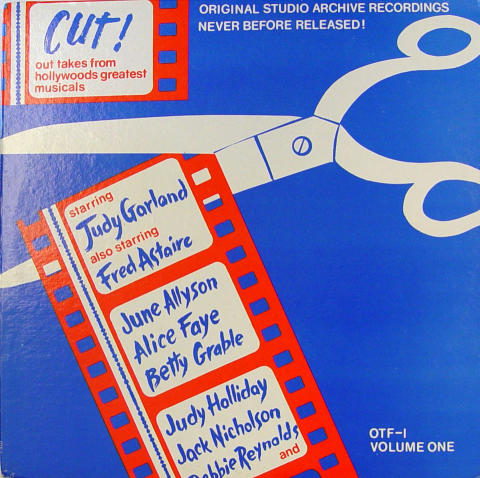 Cut!
out takes from
hollywoods greatest
musicals
ORIGINAL STUDIO ARCHIVE RECORDINGS
NEVER BEFORE RELEASED!
starring
Judy Garland
also starring
Fred Astaire
June Allyson
Alice Faye
Betty Grable
Judy Holliday
Jack Nicholson
Debbie Reynolds
and
OTF-I
VOLUME ONE